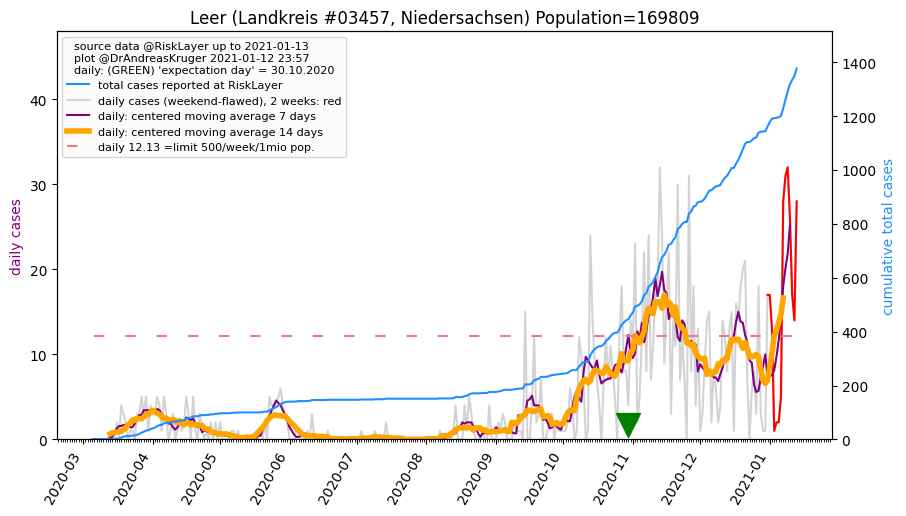 Leer (Landkreis #03457, Niedersachsen) Population=169809
source data @RiskLayer up to 2021-01-13
plot @DrAndreasKruger 2021-01-12 23:57
daily: (GREEN) 'expectation day' = 30.10.2020
total cases reported at RiskLayer
daily cases (weekend-flawed), 2 weeks: red
daily: centered moving average 7 days
daily: centered moving average 14 days
daily 12.13 =limit 500/week/1mio pop.
daily cases
40
30
20
10
0
cumulative total cases
1400
1200
1000
800
600
400
200
0
2020-03
2020-04
2020-05
2020-06
2020-07
2020-08
2020-09
2020-10
2020-11
2020-12
2021-01